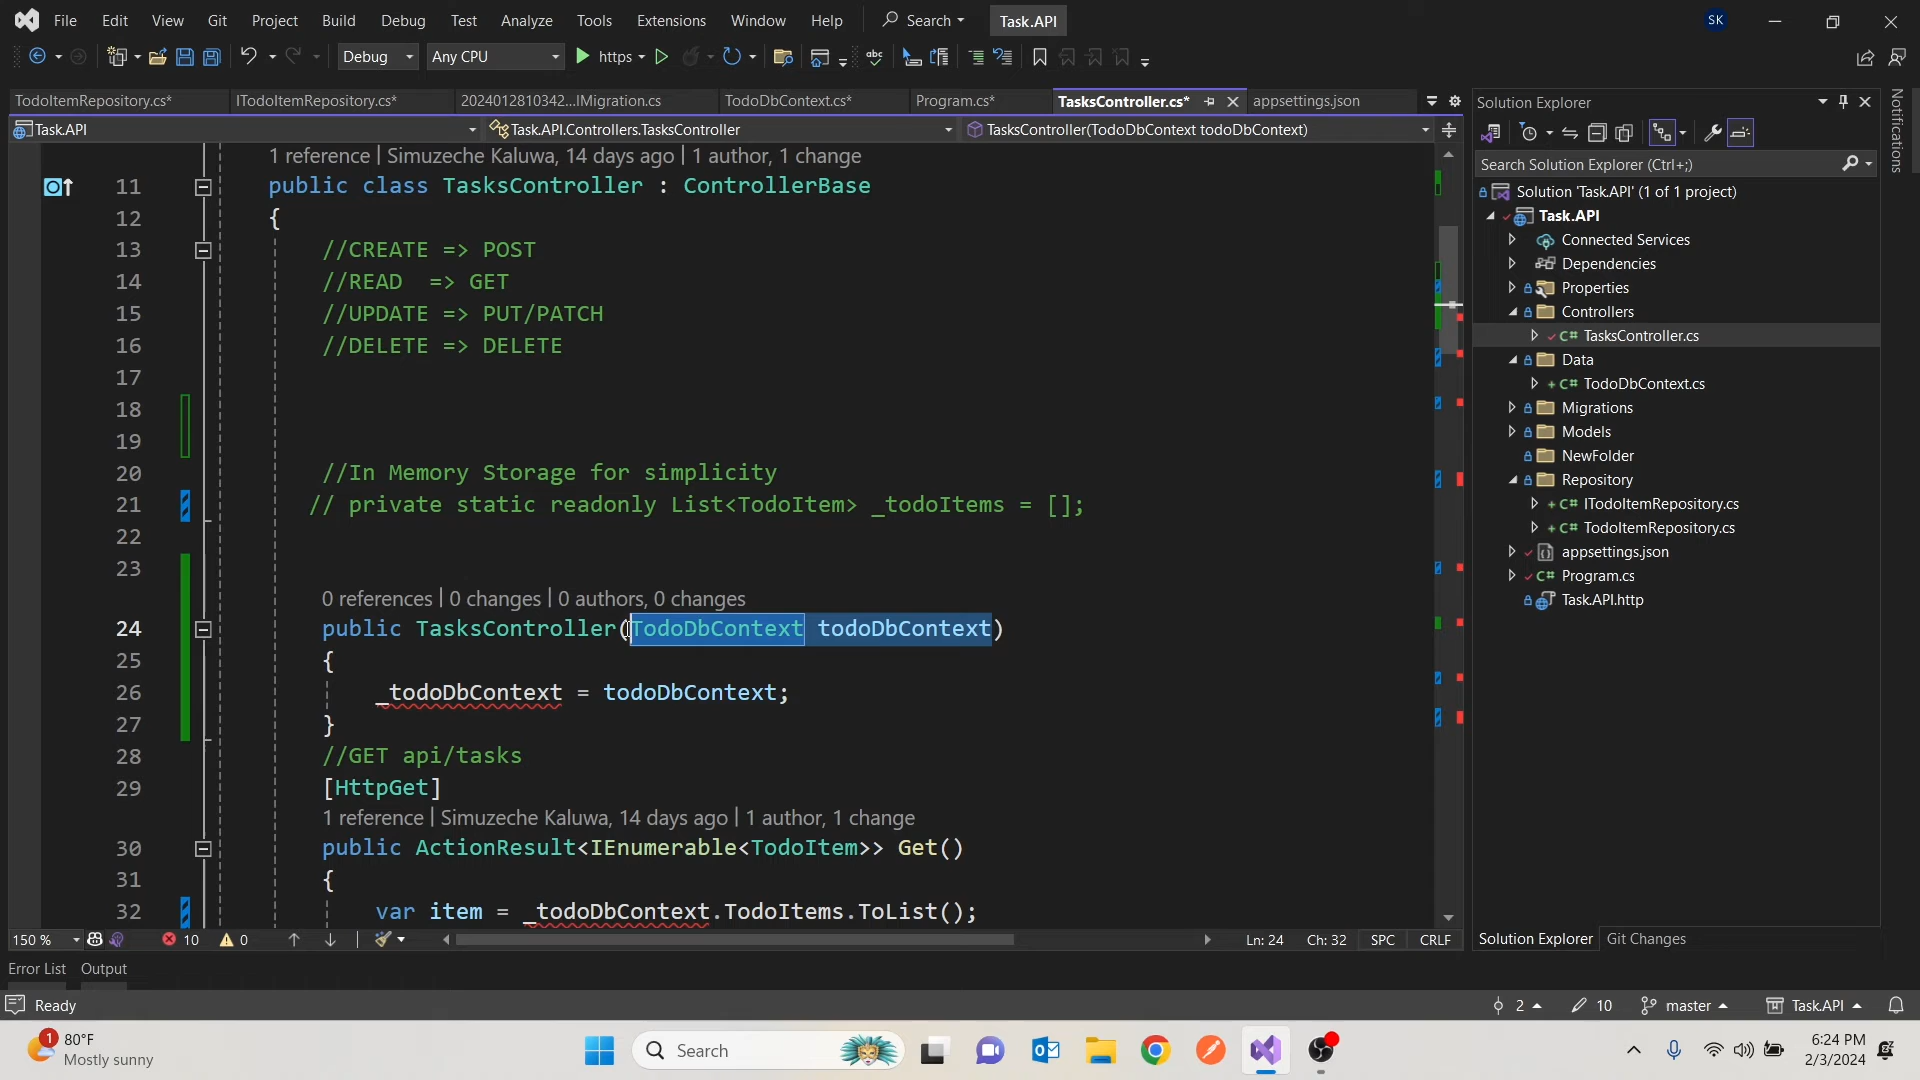 File Edit View Git Project Build Debug Test Analyze Tools Extensions Window Help Search Task.API SK
Debug Any CPU https
TodoItemRepository.cs* ITodoItemRepository.cs* 2024012810342...lMigration.cs TodoDbContext.cs* Program.cs* TasksController.cs* appsettings.json
Task.API Task.API.Controllers.TasksController TasksController(TodoDbContext todoDbContext)
1 reference | Simuzeche Kaluwa, 14 days ago | 1 author, 1 change
11 public class TasksController : ControllerBase
12 {
13 //CREATE => POST
14 //READ  => GET
15 //UPDATE => PUT/PATCH
16 //DELETE => DELETE
17
18
19
20 //In Memory Storage for simplicity
21 // private static readonly List<TodoItem> _todoItems = [];
22
23
0 references | 0 changes | 0 authors, 0 changes
24 public TasksController(TodoDbContext todoDbContext)
25 {
26 _todoDbContext = todoDbContext;
27 }
28 //GET api/tasks
29 [HttpGet]
1 reference | Simuzeche Kaluwa, 14 days ago | 1 author, 1 change
30 public ActionResult<IEnumerable<TodoItem>> Get()
31 {
32 var item = _todoDbContext.TodoItems.ToList();
150 % 10 0 Ln: 24 Ch: 32 SPC CRLF
Solution Explorer
Search Solution Explorer (Ctrl+;)
Solution 'Task.API' (1 of 1 project)
Task.API
Connected Services
Dependencies
Properties
Controllers
C# TasksController.cs
Data
C# TodoDbContext.cs
Migrations
Models
NewFolder
Repository
C# ITodoItemRepository.cs
C# TodoItemRepository.cs
appsettings.json
C# Program.cs
Task.API.http
Solution Explorer Git Changes
Notifications
Error List Output
Ready 2 10 master Task.API
1 80°F
Mostly sunny
Search
6:24 PM
2/3/2024